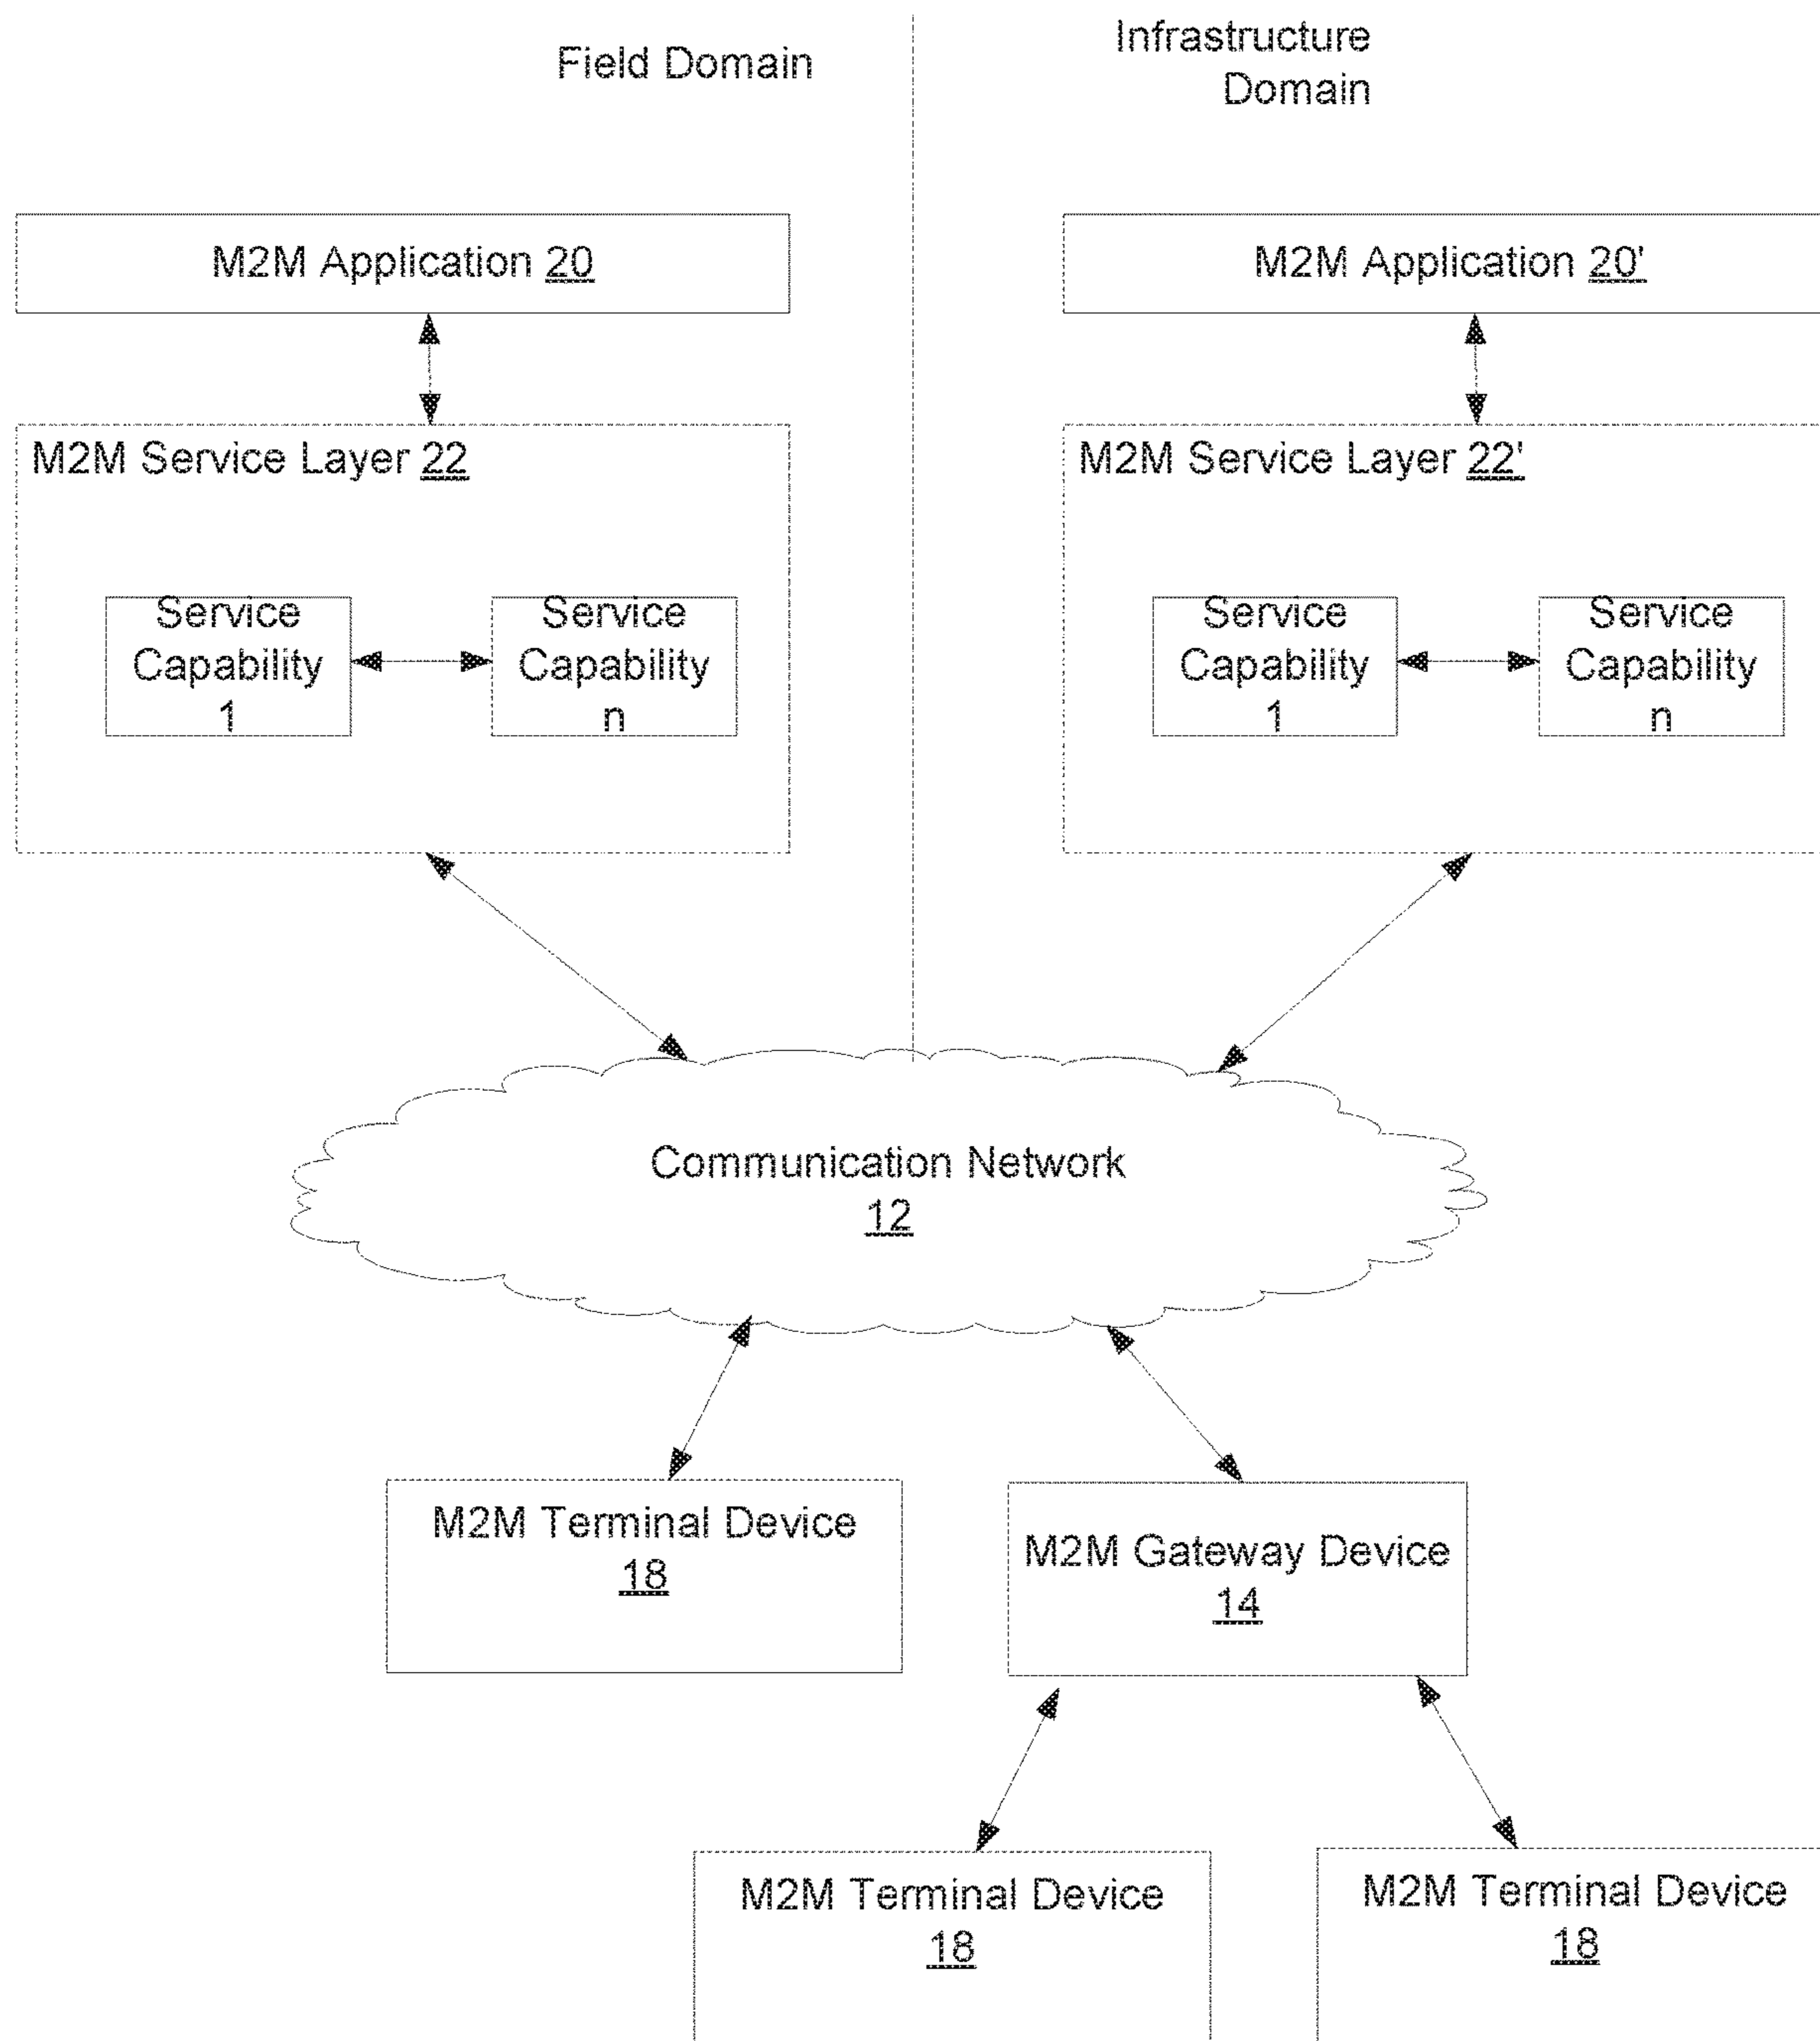 Field Domain
Infrastructure
Domain
M2M Application 20
M2M Application 20'
M2M Service Layer 22
M2M Service Layer 22'
Service
Capability
1
Service
Capability
n
Service
Capability
1
Service
Capability
n
Communication Network
12
M2M Terminal Device
18
M2M Gateway Device
14
M2M Terminal Device
18
M2M Terminal Device
18